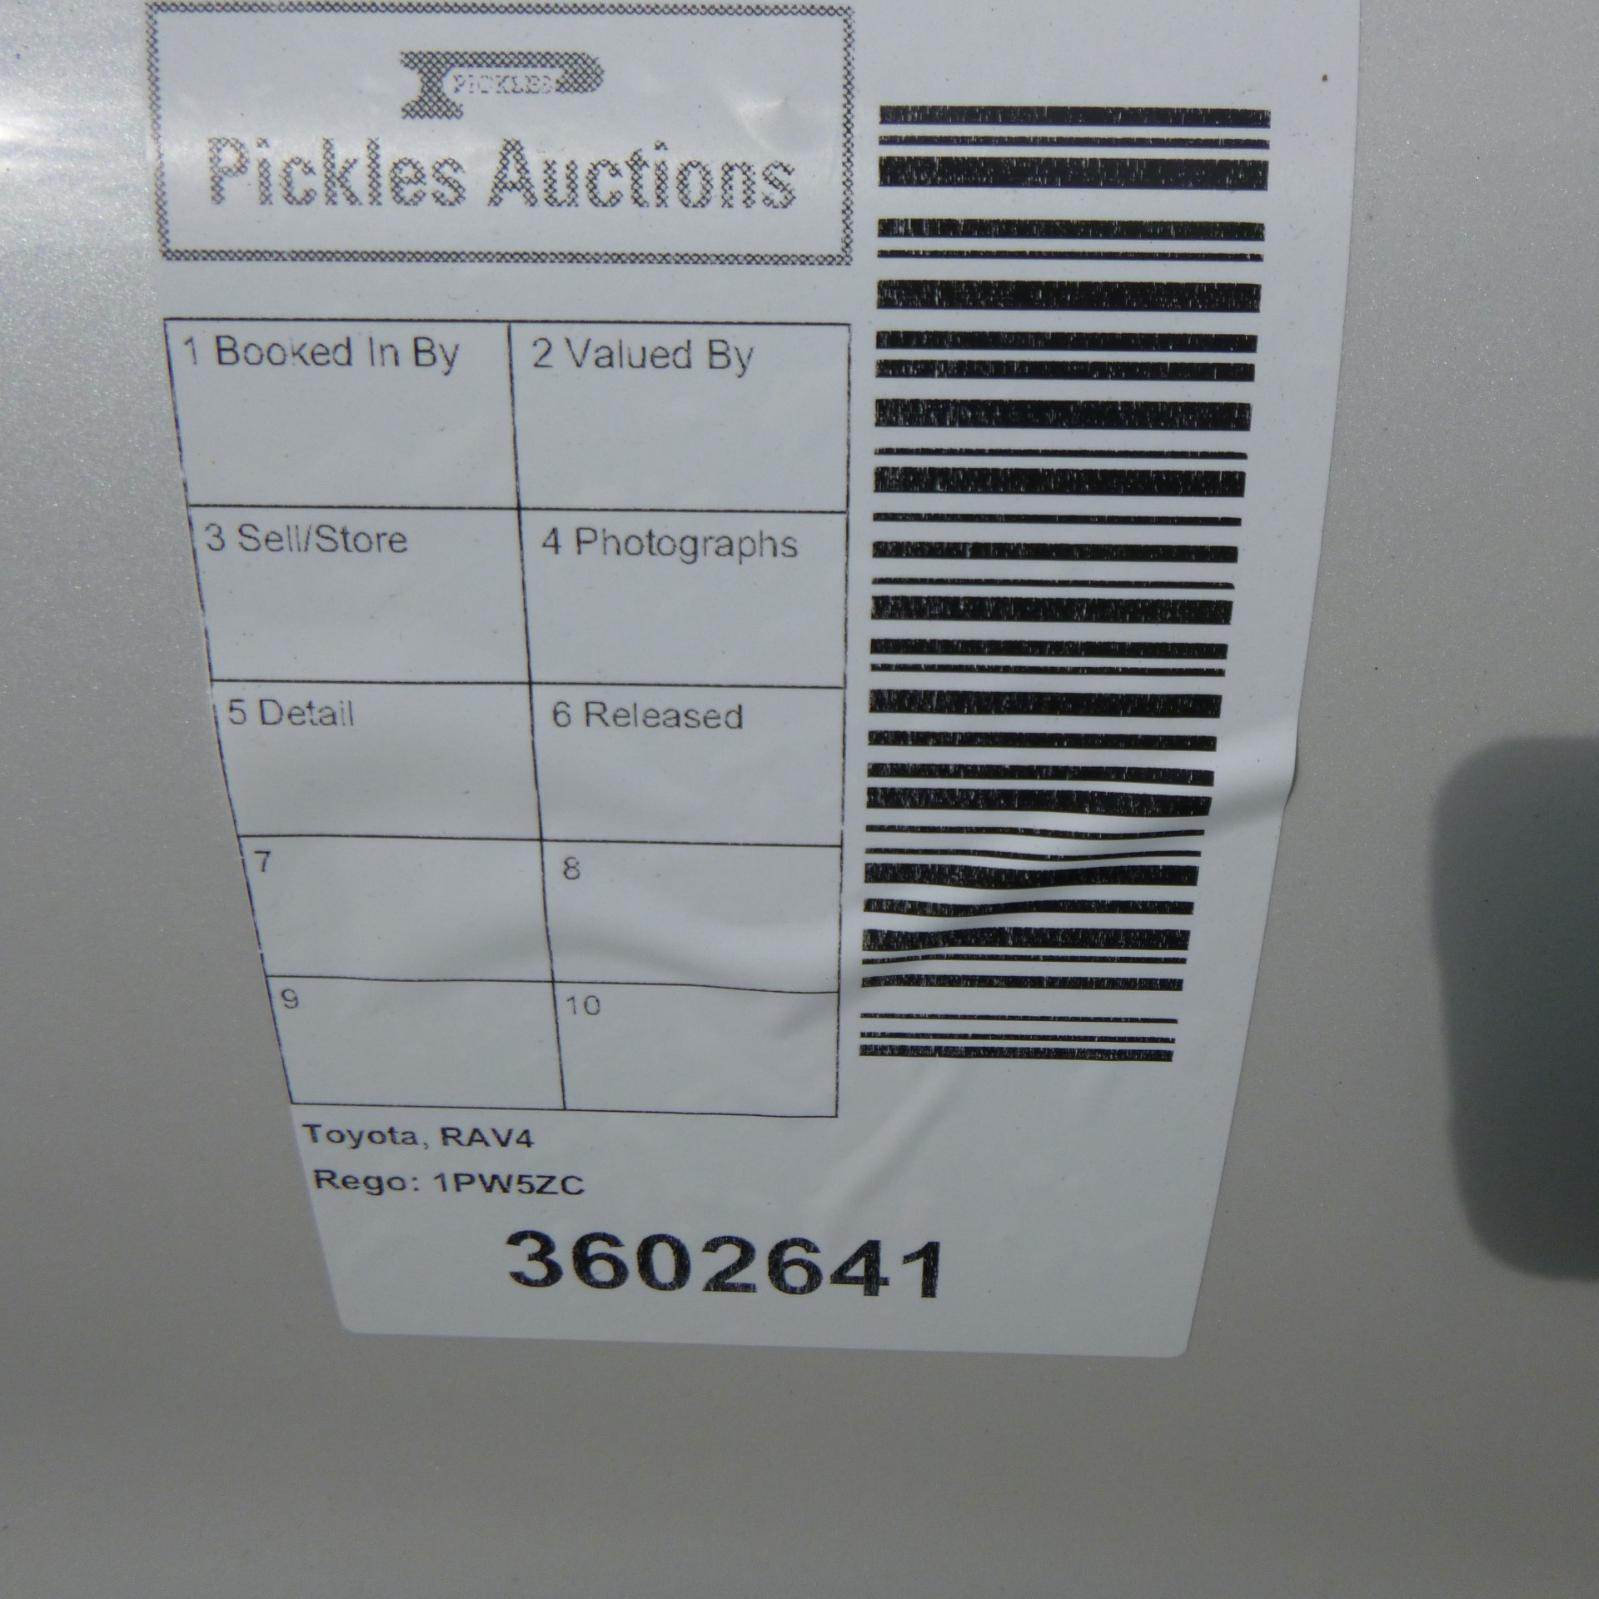 PICKLES
Pickles Auctions
1 Booked In By
2 Valued By
3 Sell/Store
4 Photographs
5 Detail
6 Released
7
8
9
10
Toyota, RAV4
Rego: 1PW5ZC
3602641